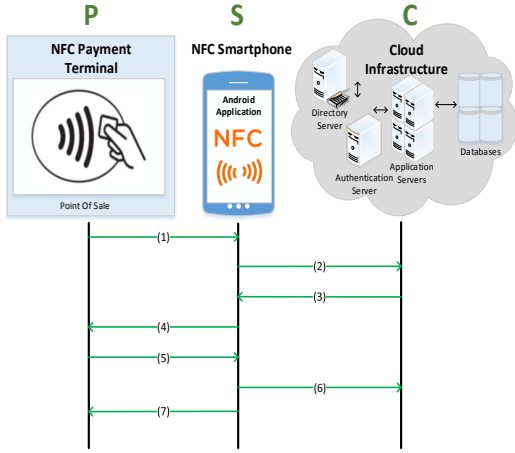 P
S
C
NFC Payment
Terminal
Point Of Sale
NFC Smartphone
Android
Application
NFC
Cloud
Infrastructure
Directory
Server
Authentication
Server
Application
Servers
Databases
(1)
(2)
(3)
(4)
(5)
(6)
(7)